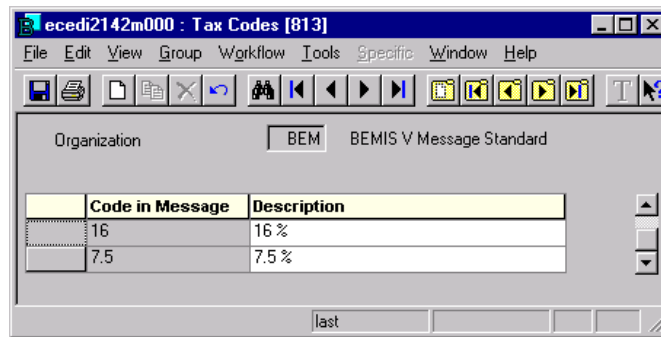 ecedi2142m000 : Tax Codes [813]
File Edit View Group Workflow Tools Specific Window Help
Organization BEM BEMIS V Message Standard
Code in Message Description
16 16 %
7.5 7.5 %
last